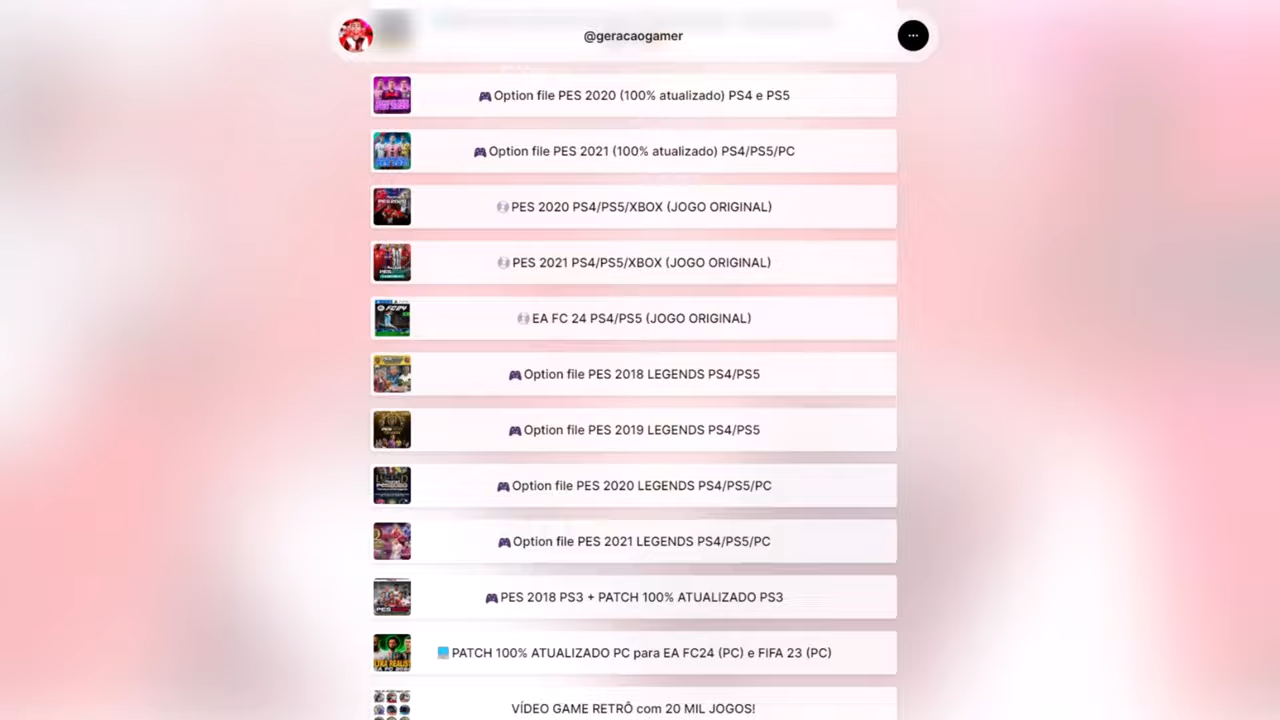 @geracaogamer
Option file PES 2020 (100% atualizado) PS4 e PS5
Option file PES 2021 (100% atualizado) PS4/PS5/PC
PES 2020 PS4/PS5/XBOX (JOGO ORIGINAL)
PES 2021 PS4/PS5/XBOX (JOGO ORIGINAL)
EA FC 24 PS4/PS5 (JOGO ORIGINAL)
Option file PES 2018 LEGENDS PS4/PS5
Option file PES 2019 LEGENDS PS4/PS5
Option file PES 2020 LEGENDS PS4/PS5/PC
Option file PES 2021 LEGENDS PS4/PS5/PC
PES 2018 PS3 + PATCH 100% ATUALIZADO PS3
PATCH 100% ATUALIZADO PC para EA FC24 (PC) e FIFA 23 (PC)
VÍDEO GAME RETRÔ com 20 MIL JOGOS!